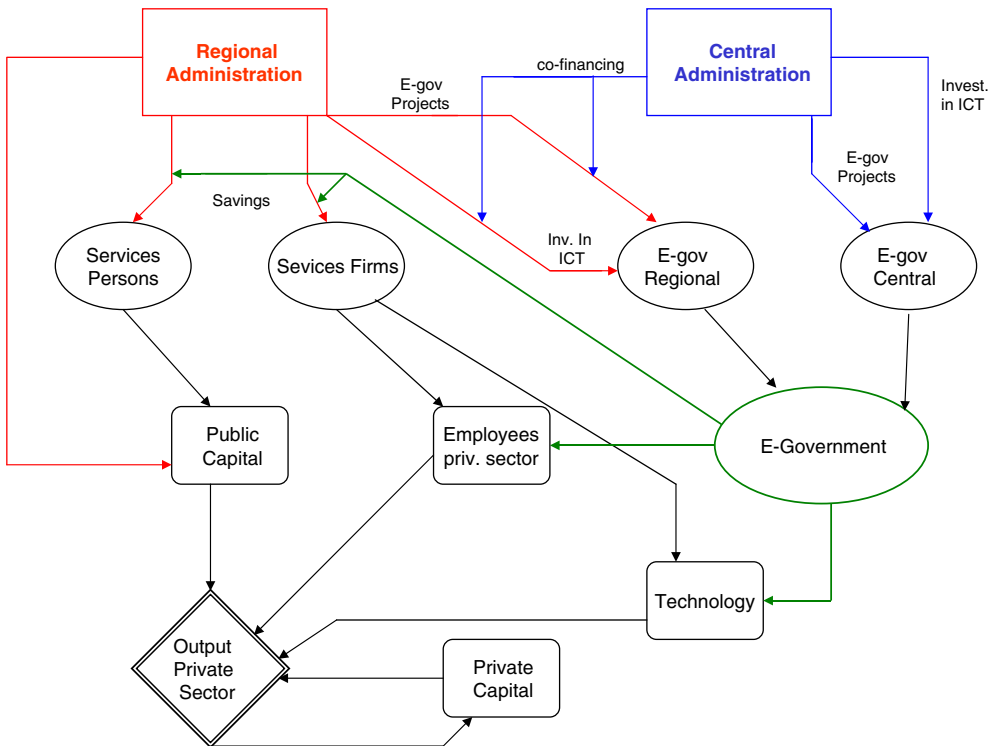 Regional
Administration
Central
Administration
co-financing
E-gov
Projects
Invest.
in ICT
E-gov
Projects
Savings
Inv. In
ICT
Services
Persons
Sevices Firms
E-gov
Regional
E-gov
Central
Public
Capital
Employees
priv. sector
E-Government
Technology
Output
Private
Sector
Private
Capital